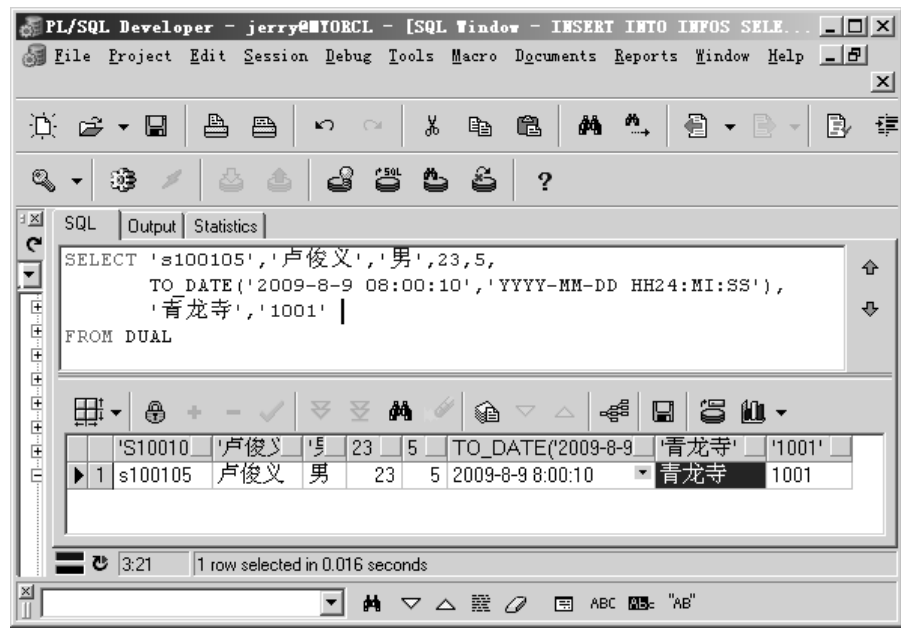 PL/SQL Developer - jerry@MYORCL - [SQL Window - INSERT INTO INFOS SELE...
File Project Edit Session Debug Tools Macro Documents Reports Window Help
SQL Output Statistics
SELECT 's100105','卢俊义','男',23,5,
TO_DATE('2009-8-9 08:00:10','YYYY-MM-DD HH24:MI:SS'),
'青龙寺','1001'
FROM DUAL
'S10010 '卢俊义 '男 23 5 TO_DATE('2009-8-9 '青龙寺' '1001'
1 s100105 卢俊义 男 23 5 2009-8-9 8:00:10 青龙寺 1001
3:21 1 row selected in 0.016 seconds
ABC "AB"